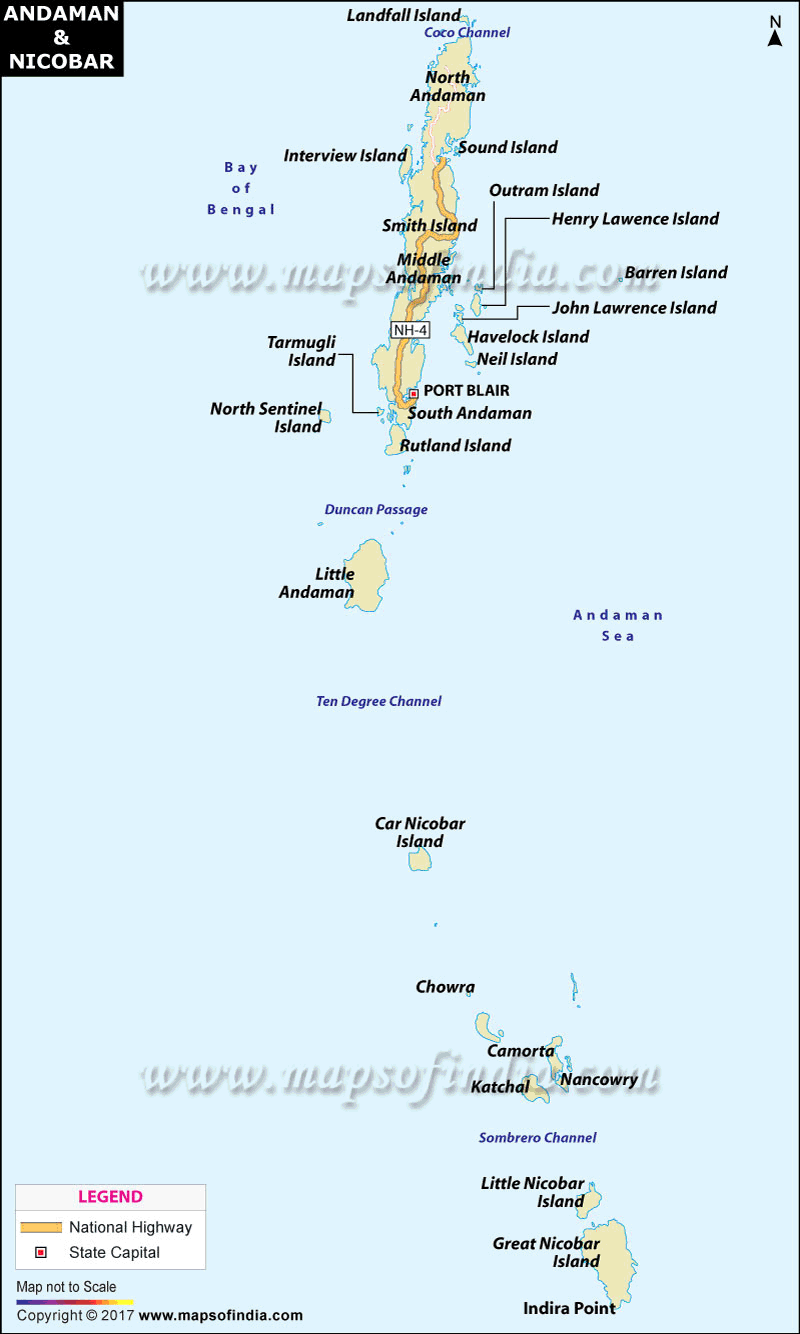 ANDAMAN
&
NICOBAR
N
Landfall Island
Coco Channel
North
Andaman
Sound Island
Interview Island
Bay
of
Bengal
Outram Island
Henry Lawence Island
Smith Island
Middle
Andaman
www.mapsofindia.com
Barren Island
John Lawrence Island
NH-4
Havelock Island
Tarmugli
Island
Neil Island
PORT BLAIR
North Sentinel
Island
South Andaman
Rutland Island
Duncan Passage
Little
Andaman
Andaman
Sea
Ten Degree Channel
Car Nicobar
Island
Chowra
Camorta
www.mapsofindia.com
Nancowry
Katchal
Sombrero Channel
Little Nicobar
Island
Great Nicobar
Island
Indira Point
LEGEND
National Highway
State Capital
Map not to Scale
Copyright © 2017 www.mapsofindia.com